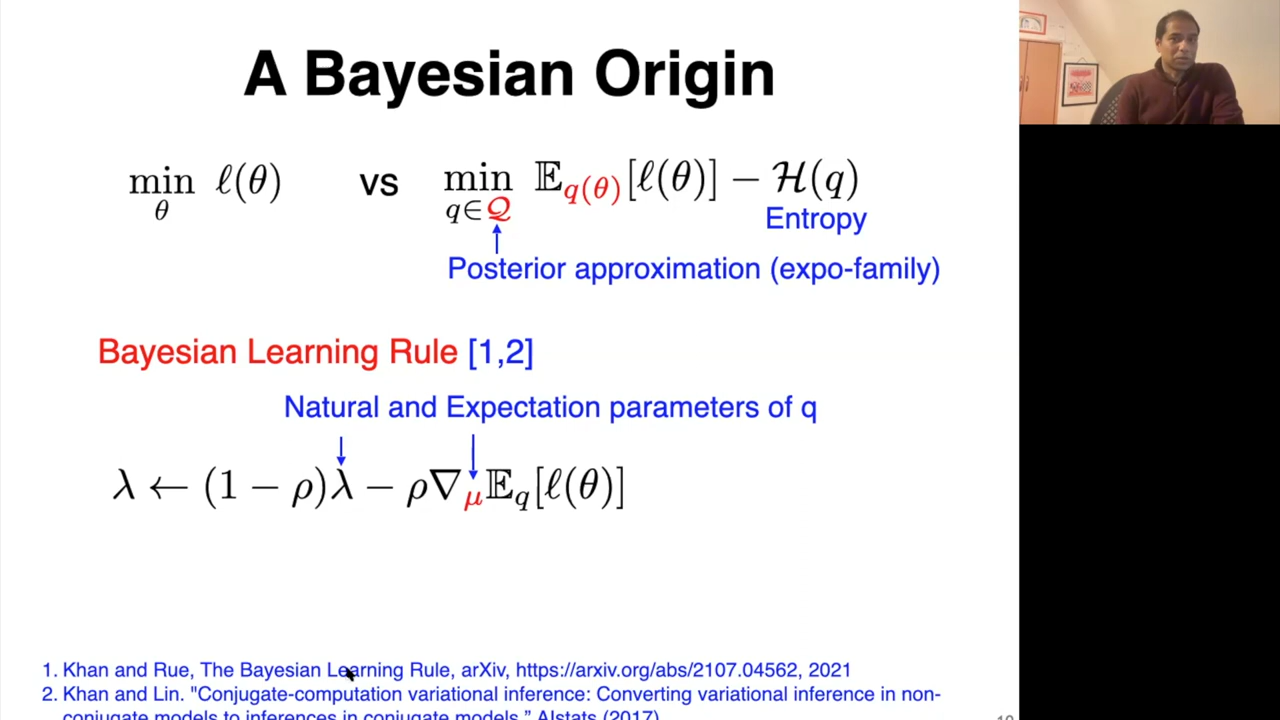 A Bayesian Origin
min_θ ℓ(θ) vs min_{q∈𝒬} 𝔼_{q(θ)}[ℓ(θ)] − ℋ(q)
Entropy
Posterior approximation (expo-family)
Bayesian Learning Rule [1,2]
Natural and Expectation parameters of q
λ ← (1 − ρ)λ − ρ∇_μ 𝔼_q[ℓ(θ)]
1. Khan and Rue, The Bayesian Learning Rule, arXiv, https://arxiv.org/abs/2107.04562, 2021
2. Khan and Lin. "Conjugate-computation variational inference: Converting variational inference in non-
conjugate models to inferences in conjugate models," AIstats (2017)